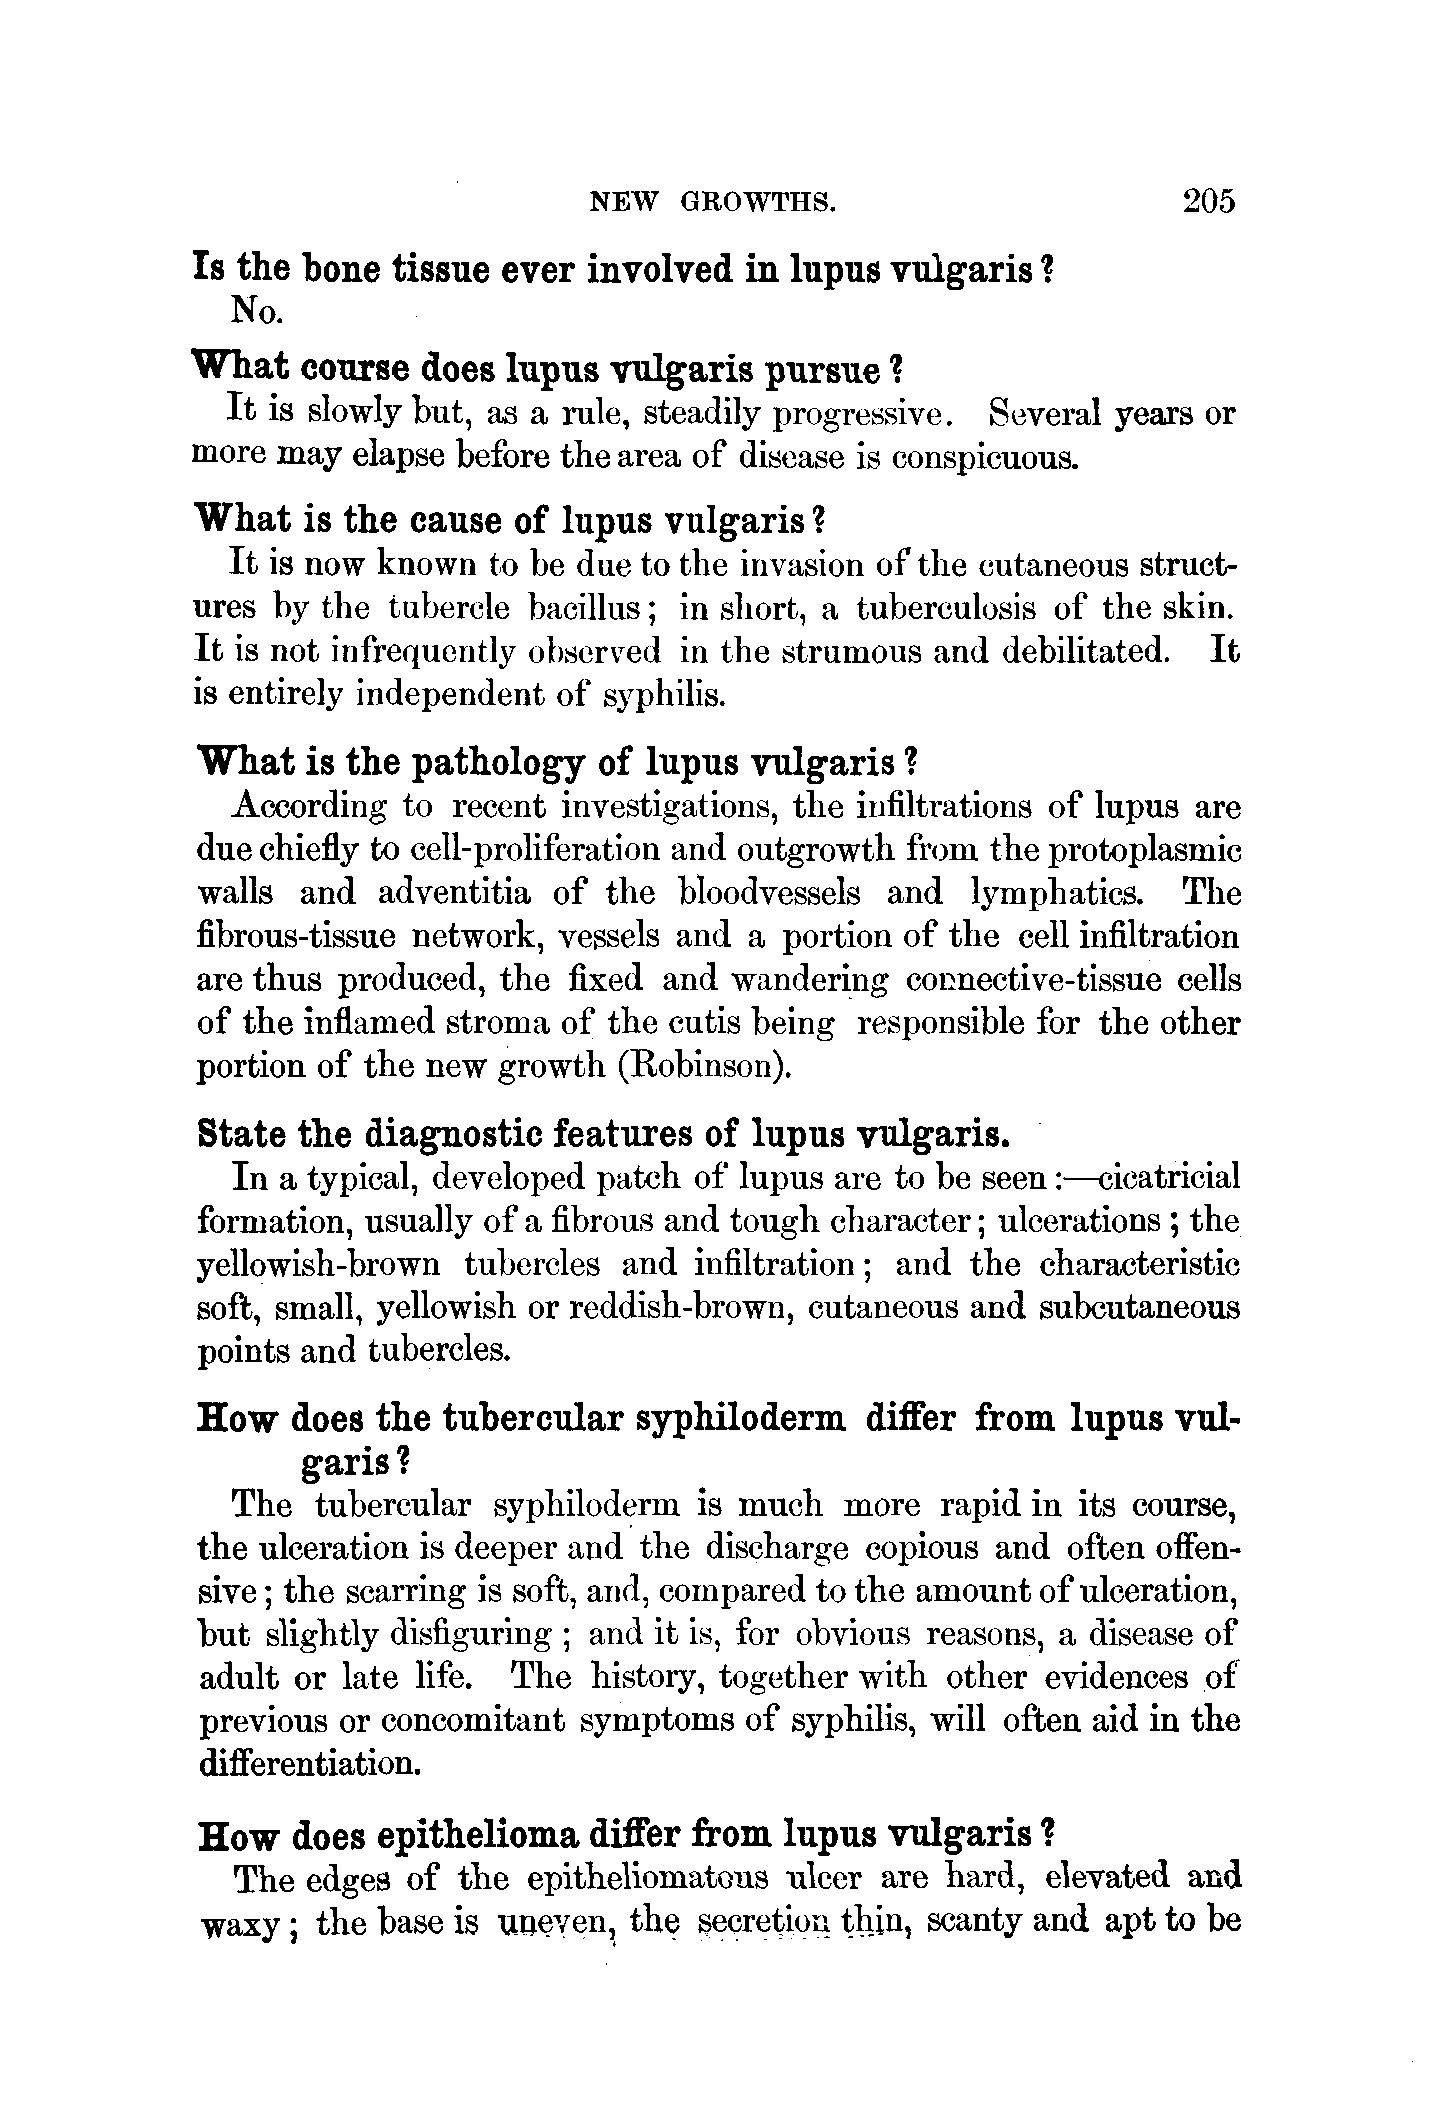 NEW GROWTHS. 205
Is the bone tissue ever involved in lupus vulgaris?
No.
What course does lupus vulgaris pursue?
It is slowly but, as a rule, steadily progressive. Several years or
more may elapse before the area of disease is conspicuous.
What is the cause of lupus vulgaris?
It is now known to be due to the invasion of the cutaneous struct-
ures by the tubercle bacillus; in short, a tuberculosis of the skin.
It is not infrequently observed in the strumous and debilitated. It
is entirely independent of syphilis.
What is the pathology of lupus vulgaris?
According to recent investigations, the infiltrations of lupus are
due chiefly to cell-proliferation and outgrowth from the protoplasmic
walls and adventitia of the bloodvessels and lymphatics. The
fibrous-tissue network, vessels and a portion of the cell infiltration
are thus produced, the fixed and wandering connective-tissue cells
of the inflamed stroma of the cutis being responsible for the other
portion of the new growth (Robinson).
State the diagnostic features of lupus vulgaris.
In a typical, developed patch of lupus are to be seen:—cicatricial
formation, usually of a fibrous and tough character; ulcerations; the
yellowish-brown tubercles and infiltration; and the characteristic
soft, small, yellowish or reddish-brown, cutaneous and subcutaneous
points and tubercles.
How does the tubercular syphiloderm differ from lupus vul-
garis?
The tubercular syphiloderm is much more rapid in its course,
the ulceration is deeper and the discharge copious and often offen-
sive; the scarring is soft, and, compared to the amount of ulceration,
but slightly disfiguring; and it is, for obvious reasons, a disease of
adult or late life. The history, together with other evidences of
previous or concomitant symptoms of syphilis, will often aid in the
differentiation.
How does epithelioma differ from lupus vulgaris?
The edges of the epitheliomatous ulcer are hard, elevated and
waxy; the base is uneven, the secretion thin, scanty and apt to be